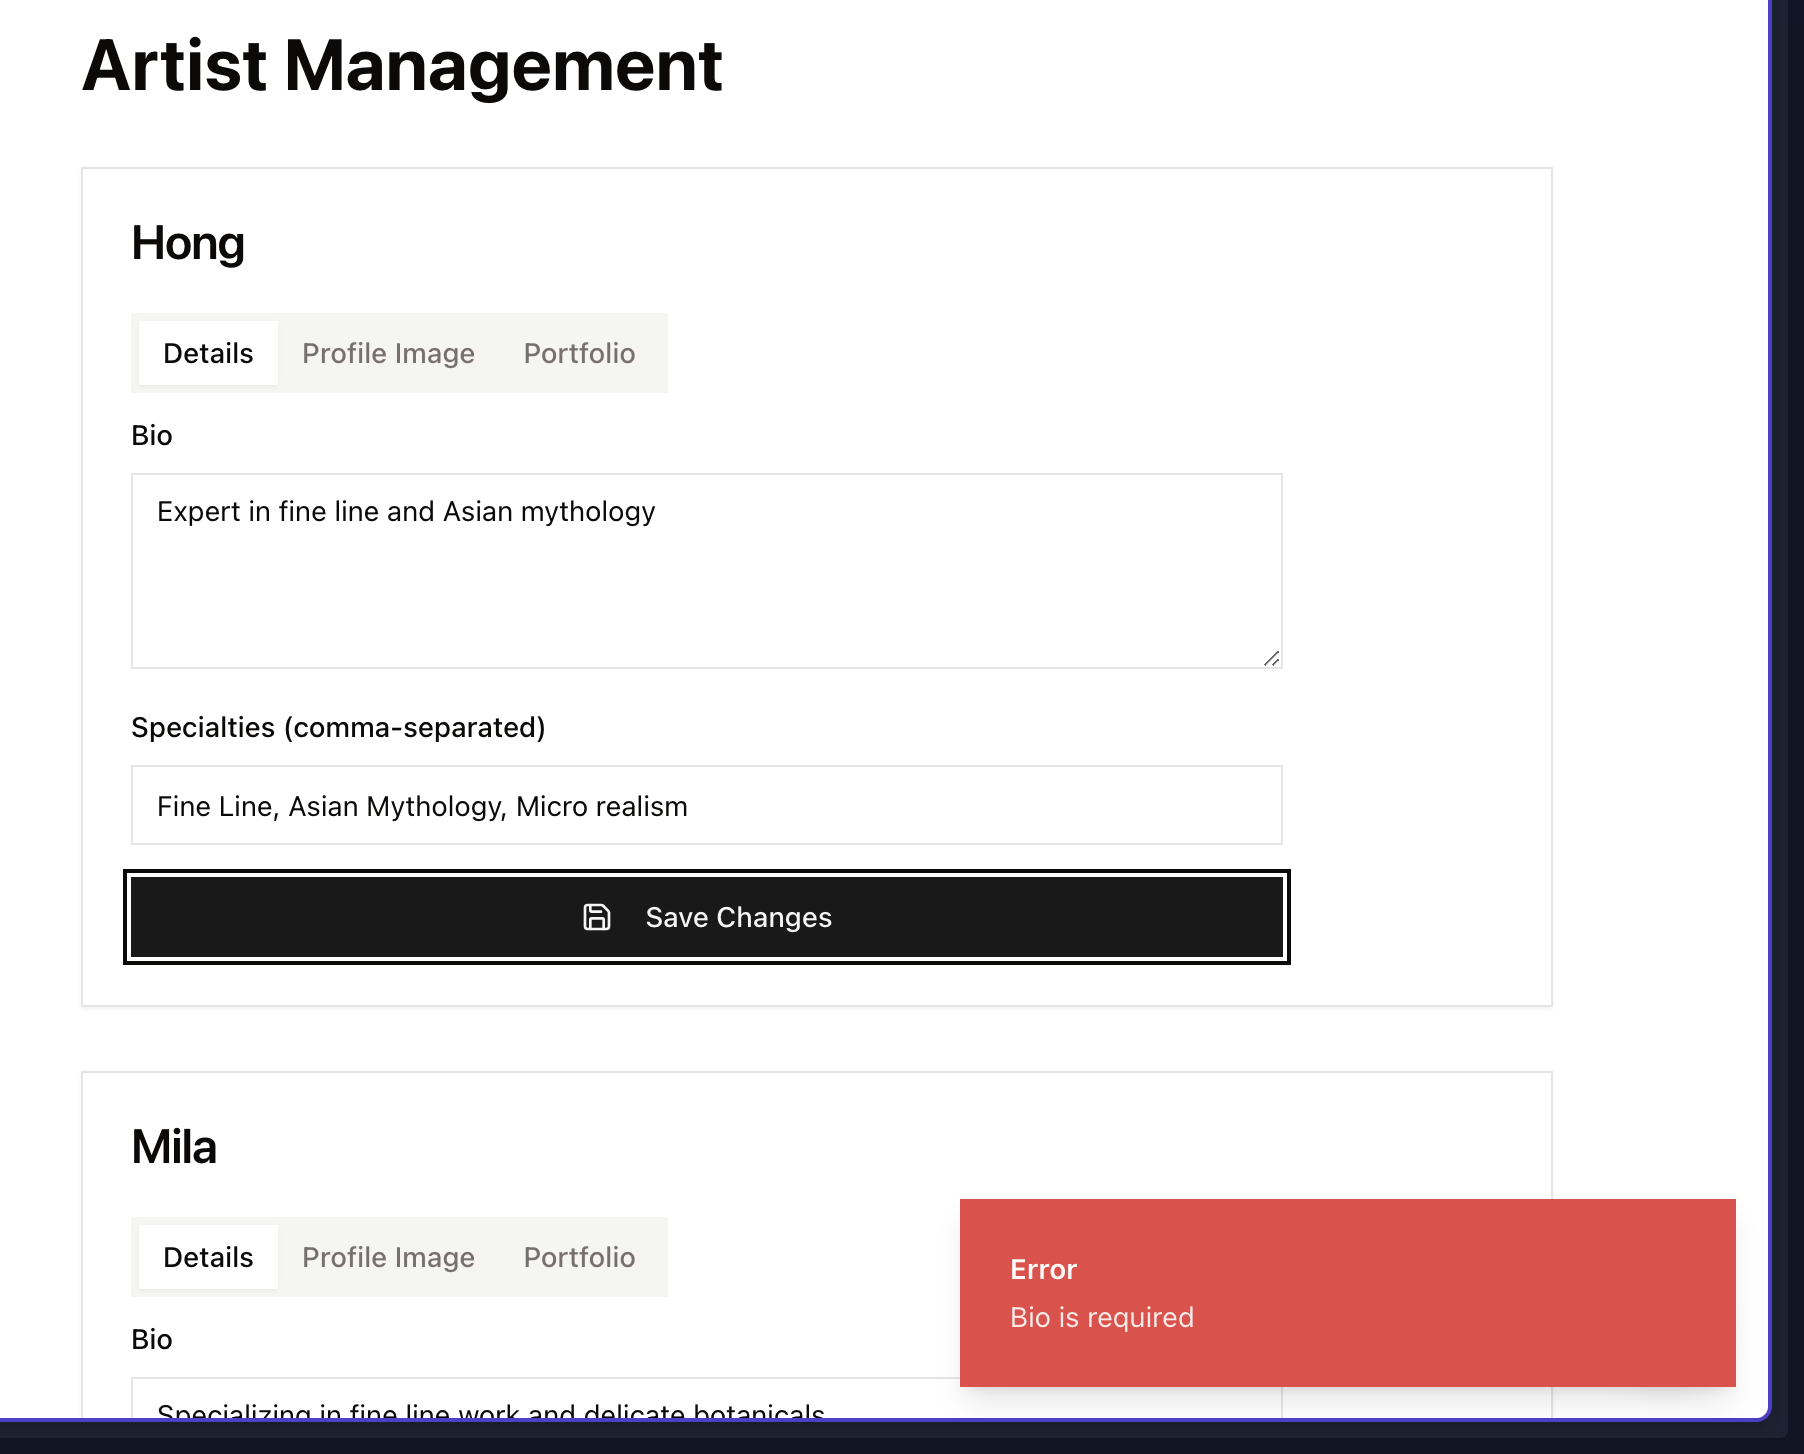 Artist Management
Hong
Details
Profile Image
Portfolio
Bio
Expert in fine line and Asian mythology
Specialties (comma-separated)
Fine Line, Asian Mythology, Micro realism
Save Changes
Mila
Details
Profile Image
Portfolio
Bio
Specializing in fine line work and delicate botanicals
Error
Bio is required